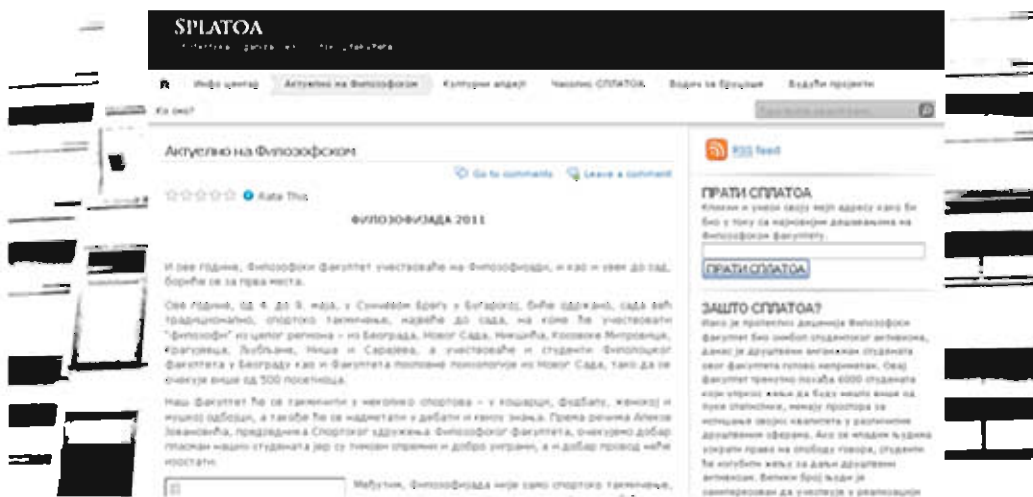 SPLATOA
Инфо центар Актуелно на Филозофском Културни андејт Часопис СПЛАТОА Водич за бруцоше Будући пројекти
Ко смо?
Актуелно на Филозофском
Go to comments Leave a comment
Rate This
ФИЛОЗОФИЈАДА 2011
И ове године, Филозофски факултет учествоваће на Филозофијади, и као и увек до сад,
бориће се за прва места.
Ове године, од 4. до 9. маја, у Сунчевом Брегу у Бугарској, биће одржано, сада већ
традиционално, спортско такмичење, највеће до сада, на коме ће учествовати
"филозофи" из целог региона – из Београда, Новог Сада, Никшића, Косовске Митровице,
Крагујевца, Љубљане, Ниша и Сарајева, а учествоваће и студенти Филолошког
факултета у Београду као и Факултета пословне психологије из Новог Сада, тако да се
очекује више од 500 посетиоца.
Наш факултет ће се такмичити у неколико спортова – у кошарци, фудбалу, женској и
мушкој одбојци, а такође ће се надметати у дебати и квизу знања. Према речима Алексе
Јовановића, председника Спортског удружења Филозофског факултета, очекујемо добар
пласман наших студената јер су тимови спремни и добро уиграни, а и добар провод неће
изостати.
Међутим, Филозофијада није само спортско такмичење,
RSS feed
ПРАТИ СПЛАТОА
Кликни и унеси своју мејл адресу како би
био у току са најновијим дешавањима на
Филозофском факултету.
ПРАТИ СПЛАТОА
ЗАШТО СПЛАТОА?
Иако је протеклих деценија Филозофски
факултет био симбол студентског активизма,
данас је друштвени ангажман студената
овог факултета готово неприметан. Овај
факултет тренутно похађа 6000 студената
који упркос жељи да буду нешто више од
пуке статистике, немају простора за
испољавање својих квалитета у различитим
друштвеним сферама. Ако се младим људима
ускрати право на слободу говора, студенти
ће изгубити жељу за даљи друштвени
активизам. Велики број људи је
заинтересован да учествује у реализацији